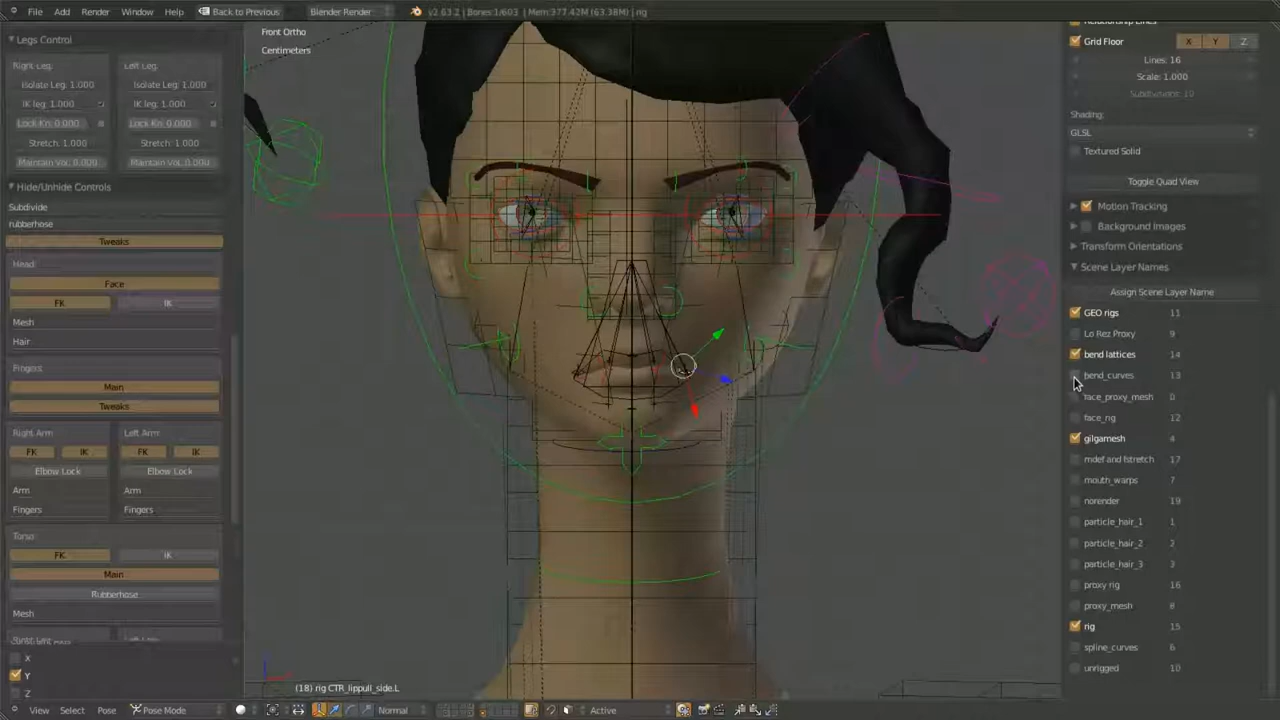 File Add Render Window Help Back to Previous Blender Render v2.63.2 | Bones:1/603 | Mem:377.42M (63.38M) | rig
Legs Control
Right Leg: Left Leg:
Isolate Leg: 1.000 Isolate Leg: 1.000
IK leg: 1.000 IK leg: 1.000
Lock Kn: 0.000 Lock Kn: 0.000
Stretch: 1.000 Stretch: 1.000
Maintain Vol: 0.000 Maintain Vol: 0.000
Hide/Unhide Controls
Subdivide
rubberhose
Tweaks
Head:
Face
FK IK
Mesh
Hair
Fingers:
Main
Tweaks
Right Arm Left Arm
FK IK FK IK
Elbow Lock Elbow Lock
Arm Arm
Fingers Fingers
Torso
FK IK
Main
Rubberhose
Mesh
X
Y
Z
Front Ortho
Centimeters
(18) rig CTR_lippull_side.L
View Select Pose Pose Mode Normal Active
Relationship Lines
Grid Floor X Y Z
Lines: 16
Scale: 1.000
Subdivisions: 10
Shading:
GLSL
Textured Solid
Toggle Quad View
Motion Tracking
Background Images
Transform Orientations
Scene Layer Names
Assign Scene Layer Name
GEO rigs 11
Lo Rez Proxy 9
bend lattices 14
bend_curves 13
face_proxy_mesh 0
face_rig 12
gilgamesh 4
mdef and fstretch 17
mouth_warps 7
norender 19
particle_hair_1 1
particle_hair_2 2
particle_hair_3 3
proxy rig 16
proxy_mesh 8
rig 15
spline_curves 6
unrigged 10